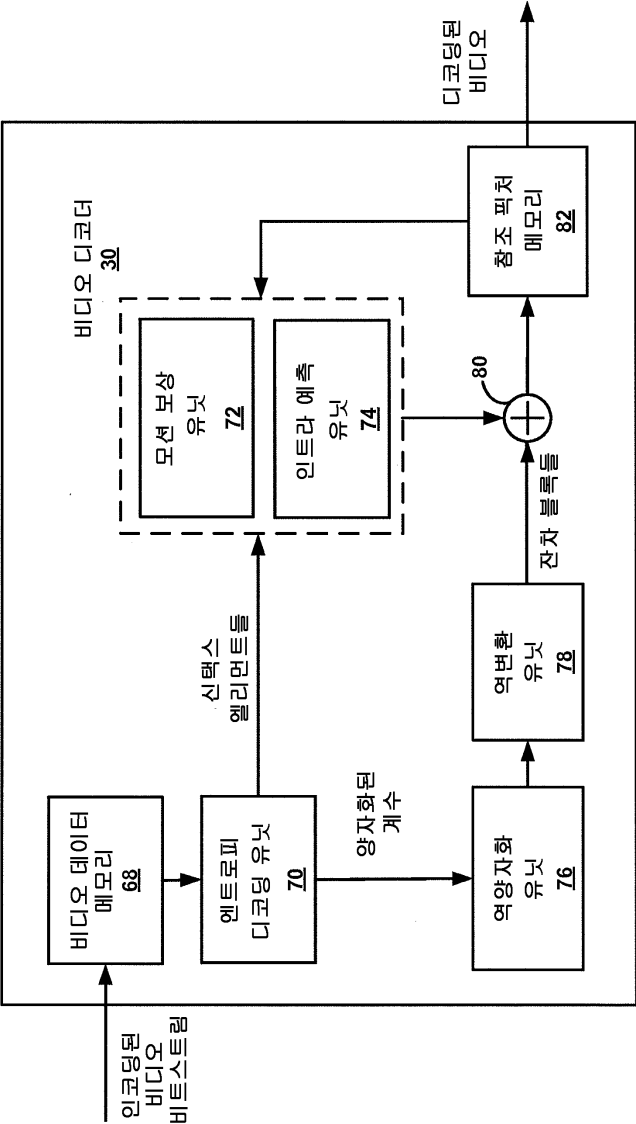 인코딩된
비디오
비트스트림
비디오 데이터
메모리
68
엔트로피
디코딩 유닛
70
신택스
엘리먼트들
양자화된
계수
비디오 디코더
30
모션 보상
유닛
72
인트라 예측
유닛
74
역양자화
유닛
76
역변환
유닛
78
잔차 블록들
80
참조 픽처
메모리
82
디코딩된
비디오